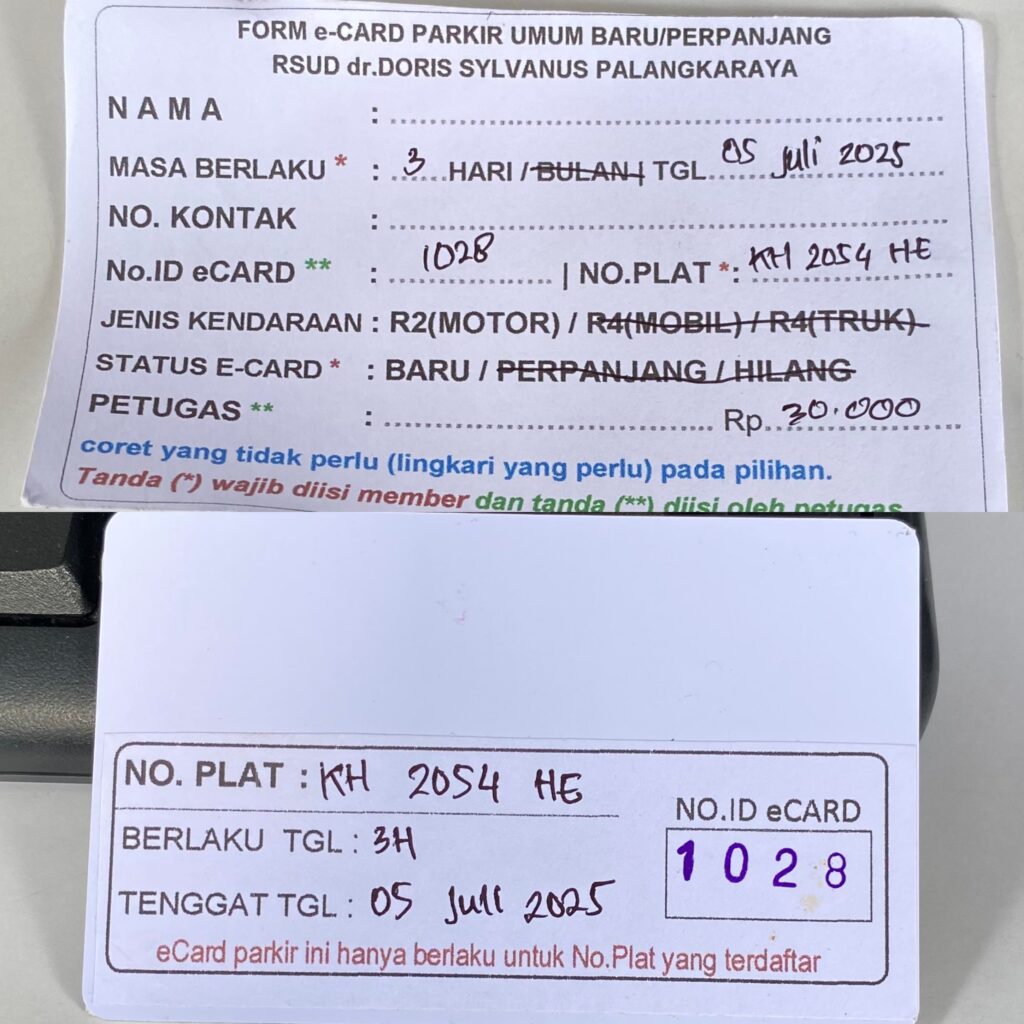 FORM e-CARD PARKIR UMUM BARU/PERPANJANG
RSUD dr.DORIS SYLVANUS PALANGKARAYA
N A M A :
MASA BERLAKU * : 3 HARI / BULAN | TGL 05 Juli 2025
NO. KONTAK :
No.ID eCARD ** : 1028 | NO.PLAT *: KH 2054 HE
JENIS KENDARAAN : R2(MOTOR) / R4(MOBIL) / R4(TRUK)
STATUS E-CARD * : BARU / PERPANJANG / HILANG
PETUGAS ** : Rp. 30.000
coret yang tidak perlu (lingkari yang perlu) pada pilihan.
Tanda (*) wajib diisi member dan tanda (**) diisi oleh petugas
NO. PLAT : KH 2054 HE
NO.ID eCARD
BERLAKU TGL : 3H
1028
TENGGAT TGL : 05 Juli 2025
eCard parkir ini hanya berlaku untuk No.Plat yang terdaftar